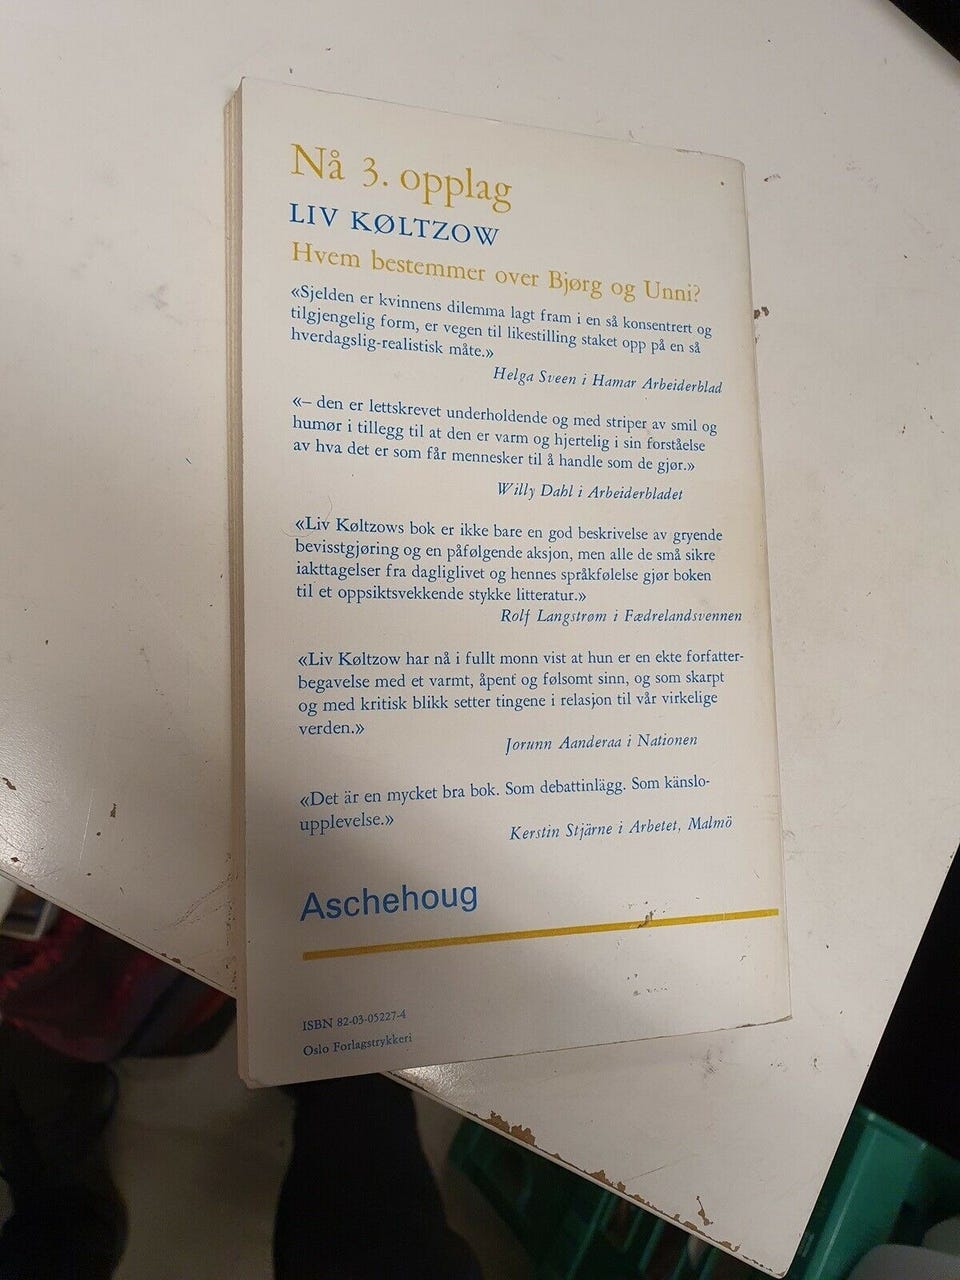 Nå 3. opplag
LIV KØLTZOW
Hvem bestemmer over Bjørg og Unni?
«Sjelden er kvinnens dilemma lagt fram i en så konsentrert og
tilgjengelig form, er vegen til likestilling staket opp på en så
hverdagslig-realistisk måte.»
Helga Sveen i Hamar Arbeiderblad
«– den er lettskrevet underholdende og med striper av smil og
humør i tillegg til at den er varm og hjertelig i sin forståelse
av hva det er som får mennesker til å handle som de gjør.»
Willy Dahl i Arbeiderbladet
«Liv Køltzows bok er ikke bare en god beskrivelse av gryende
bevisstgjøring og en påfølgende aksjon, men alle de små sikre
iakttagelser fra dagliglivet og hennes språkfølelse gjør boken
til et oppsiktsvekkende stykke litteratur.»
Rolf Langstrøm i Fædrelandsvennen
«Liv Køltzow har nå i fullt monn vist at hun er en ekte forfatter-
begavelse med et varmt, åpent og følsomt sinn, og som skarpt
og med kritisk blikk setter tingene i relasjon til vår virkelige
verden.»
Jorunn Aanderaa i Nationen
«Det är en mycket bra bok. Som debattinlägg. Som känslo-
upplevelse.»
Kerstin Stjärne i Arbetet, Malmö
Aschehoug
ISBN 82-03-05227-4
Oslo Forlagstrykkeri